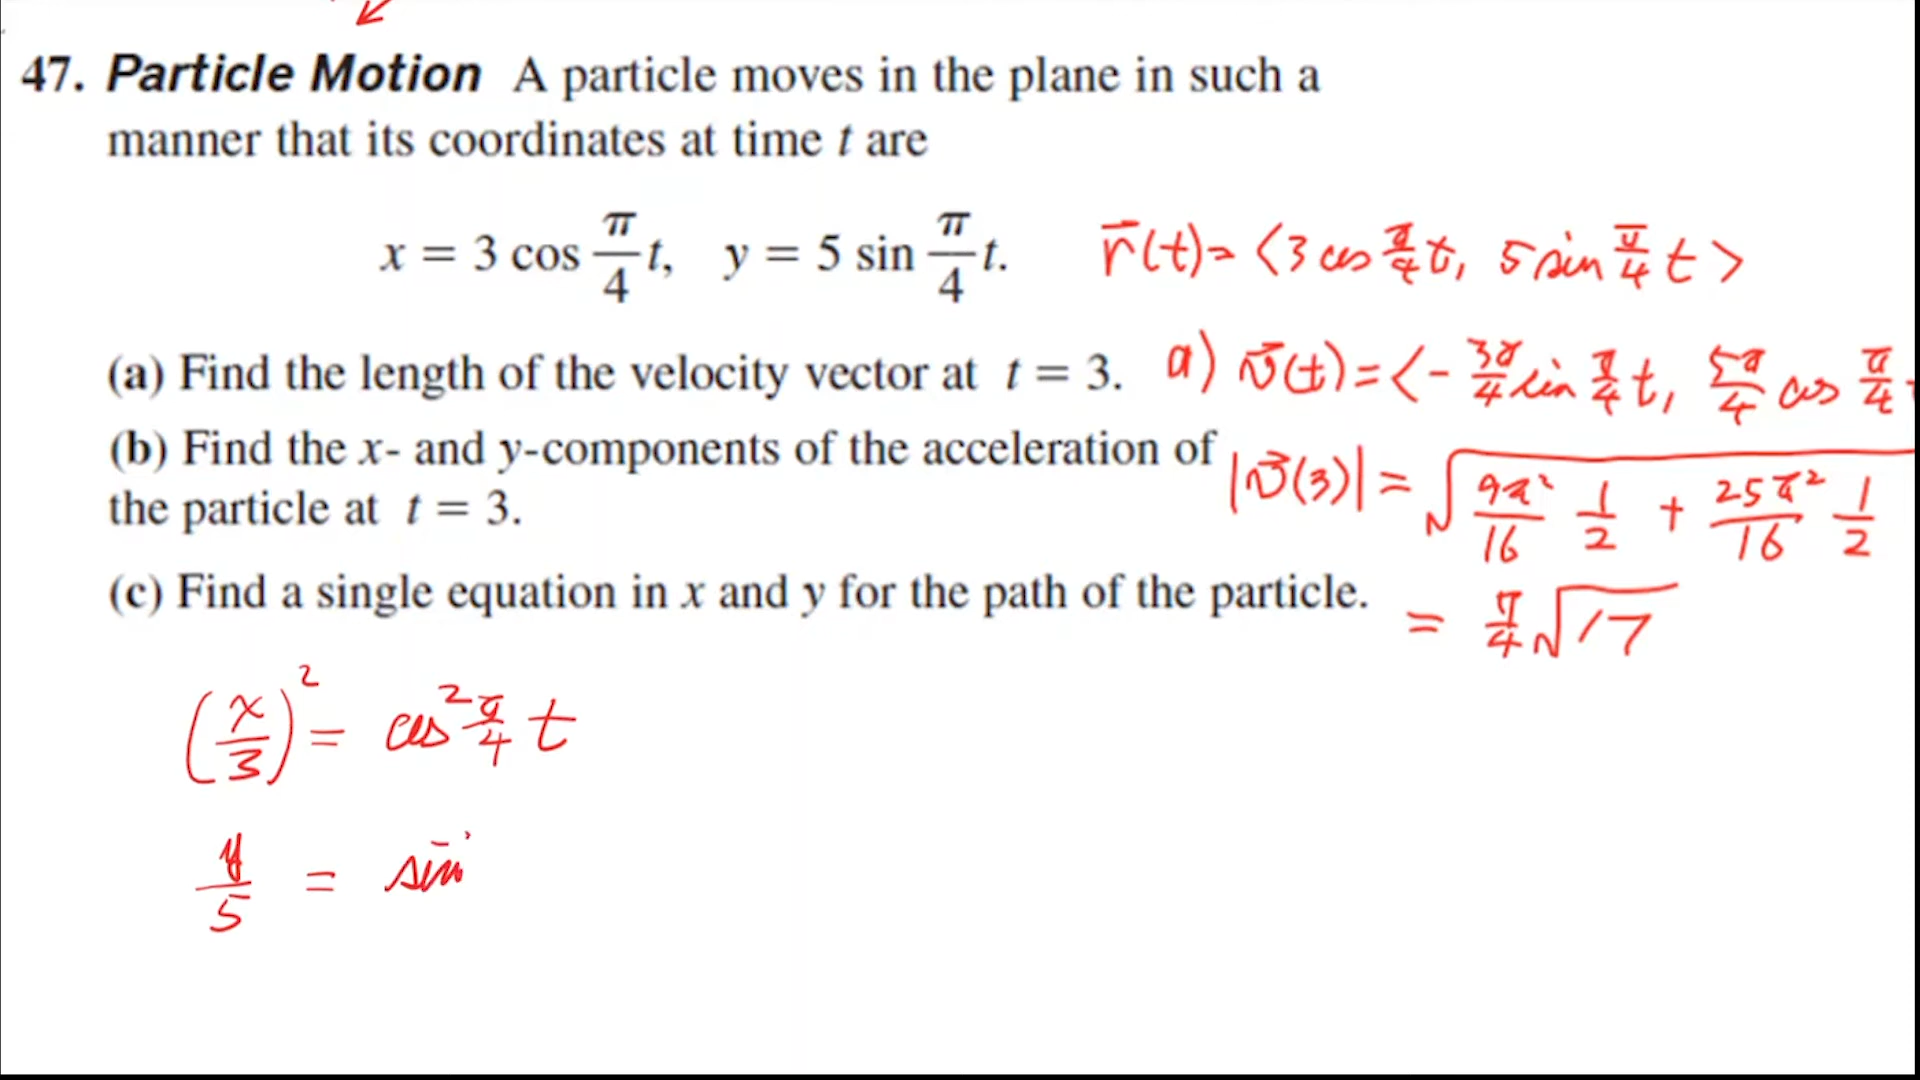 47. Particle Motion A particle moves in the plane in such a
manner that its coordinates at time t are
x = 3 cos π/4 t, y = 5 sin π/4 t.
r⃗(t) = ⟨3 cos π/4 t, 5 sin π/4 t⟩
(a) Find the length of the velocity vector at t = 3.
a) v⃗(t) = ⟨- 3π/4 sin π/4 t, 5π/4 cos π/4
(b) Find the x- and y-components of the acceleration of
the particle at t = 3.
|v⃗(3)| = √(9π²/16 1/2 + 25π²/16 1/2)
(c) Find a single equation in x and y for the path of the particle.
= π/4 √17
(x/3)² = cos² π/4 t
y/5 = sin